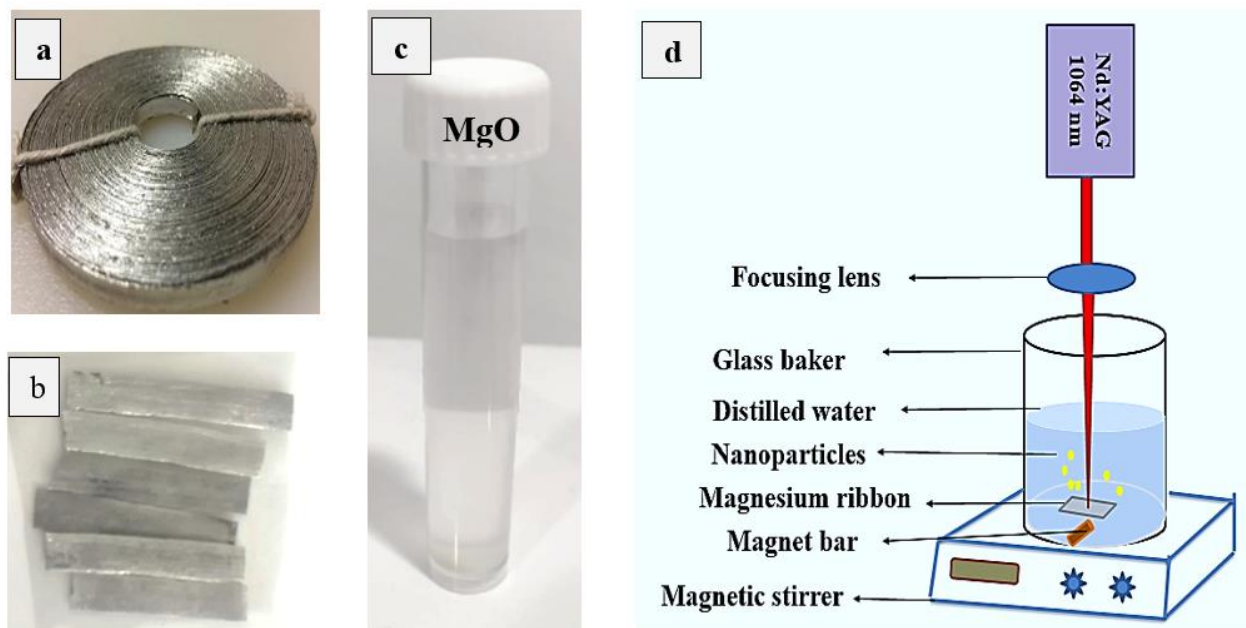 a
b
c
MgO
d
Nd:YAG
1064 nm
Focusing lens
Glass baker
Distilled water
Nanoparticles
Magnesium ribbon
Magnet bar
Magnetic stirrer